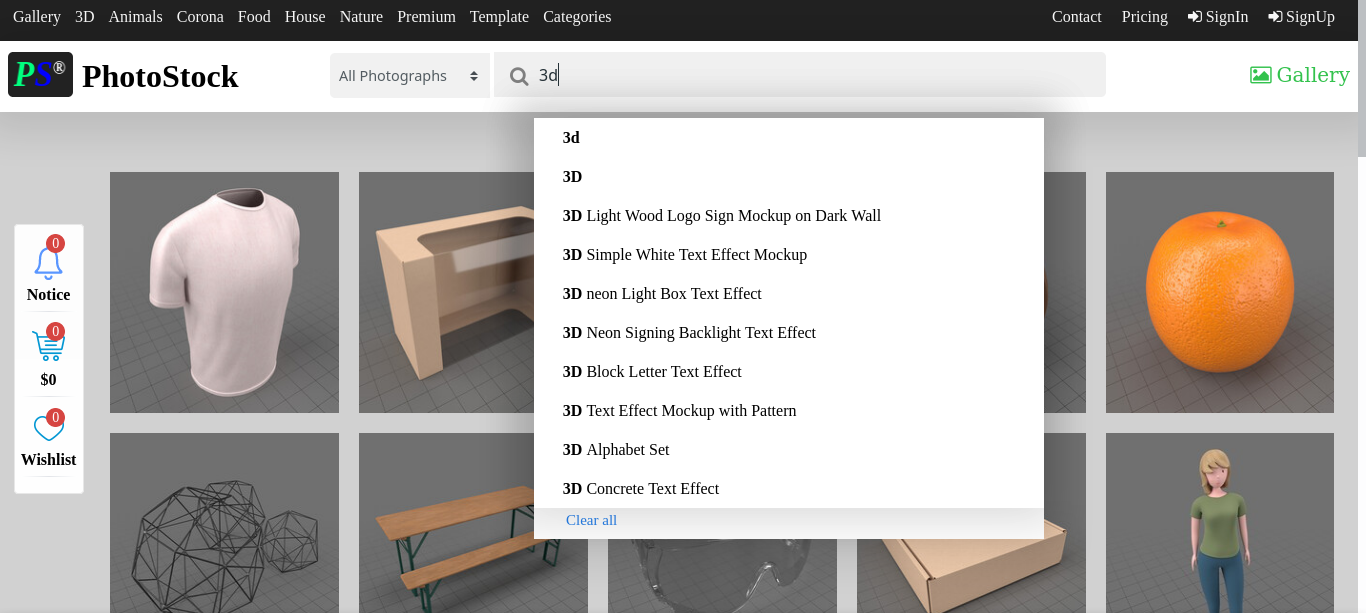 Gallery 3D Animals Corona Food House Nature Premium Template Categories Contact Pricing SignIn SignUp
PS® PhotoStock All Photographs 3d Gallery
3d
3D
3D Light Wood Logo Sign Mockup on Dark Wall
3D Simple White Text Effect Mockup
3D neon Light Box Text Effect
3D Neon Signing Backlight Text Effect
3D Block Letter Text Effect
3D Text Effect Mockup with Pattern
3D Alphabet Set
3D Concrete Text Effect
Clear all
0
Notice
0
$0
0
Wishlist